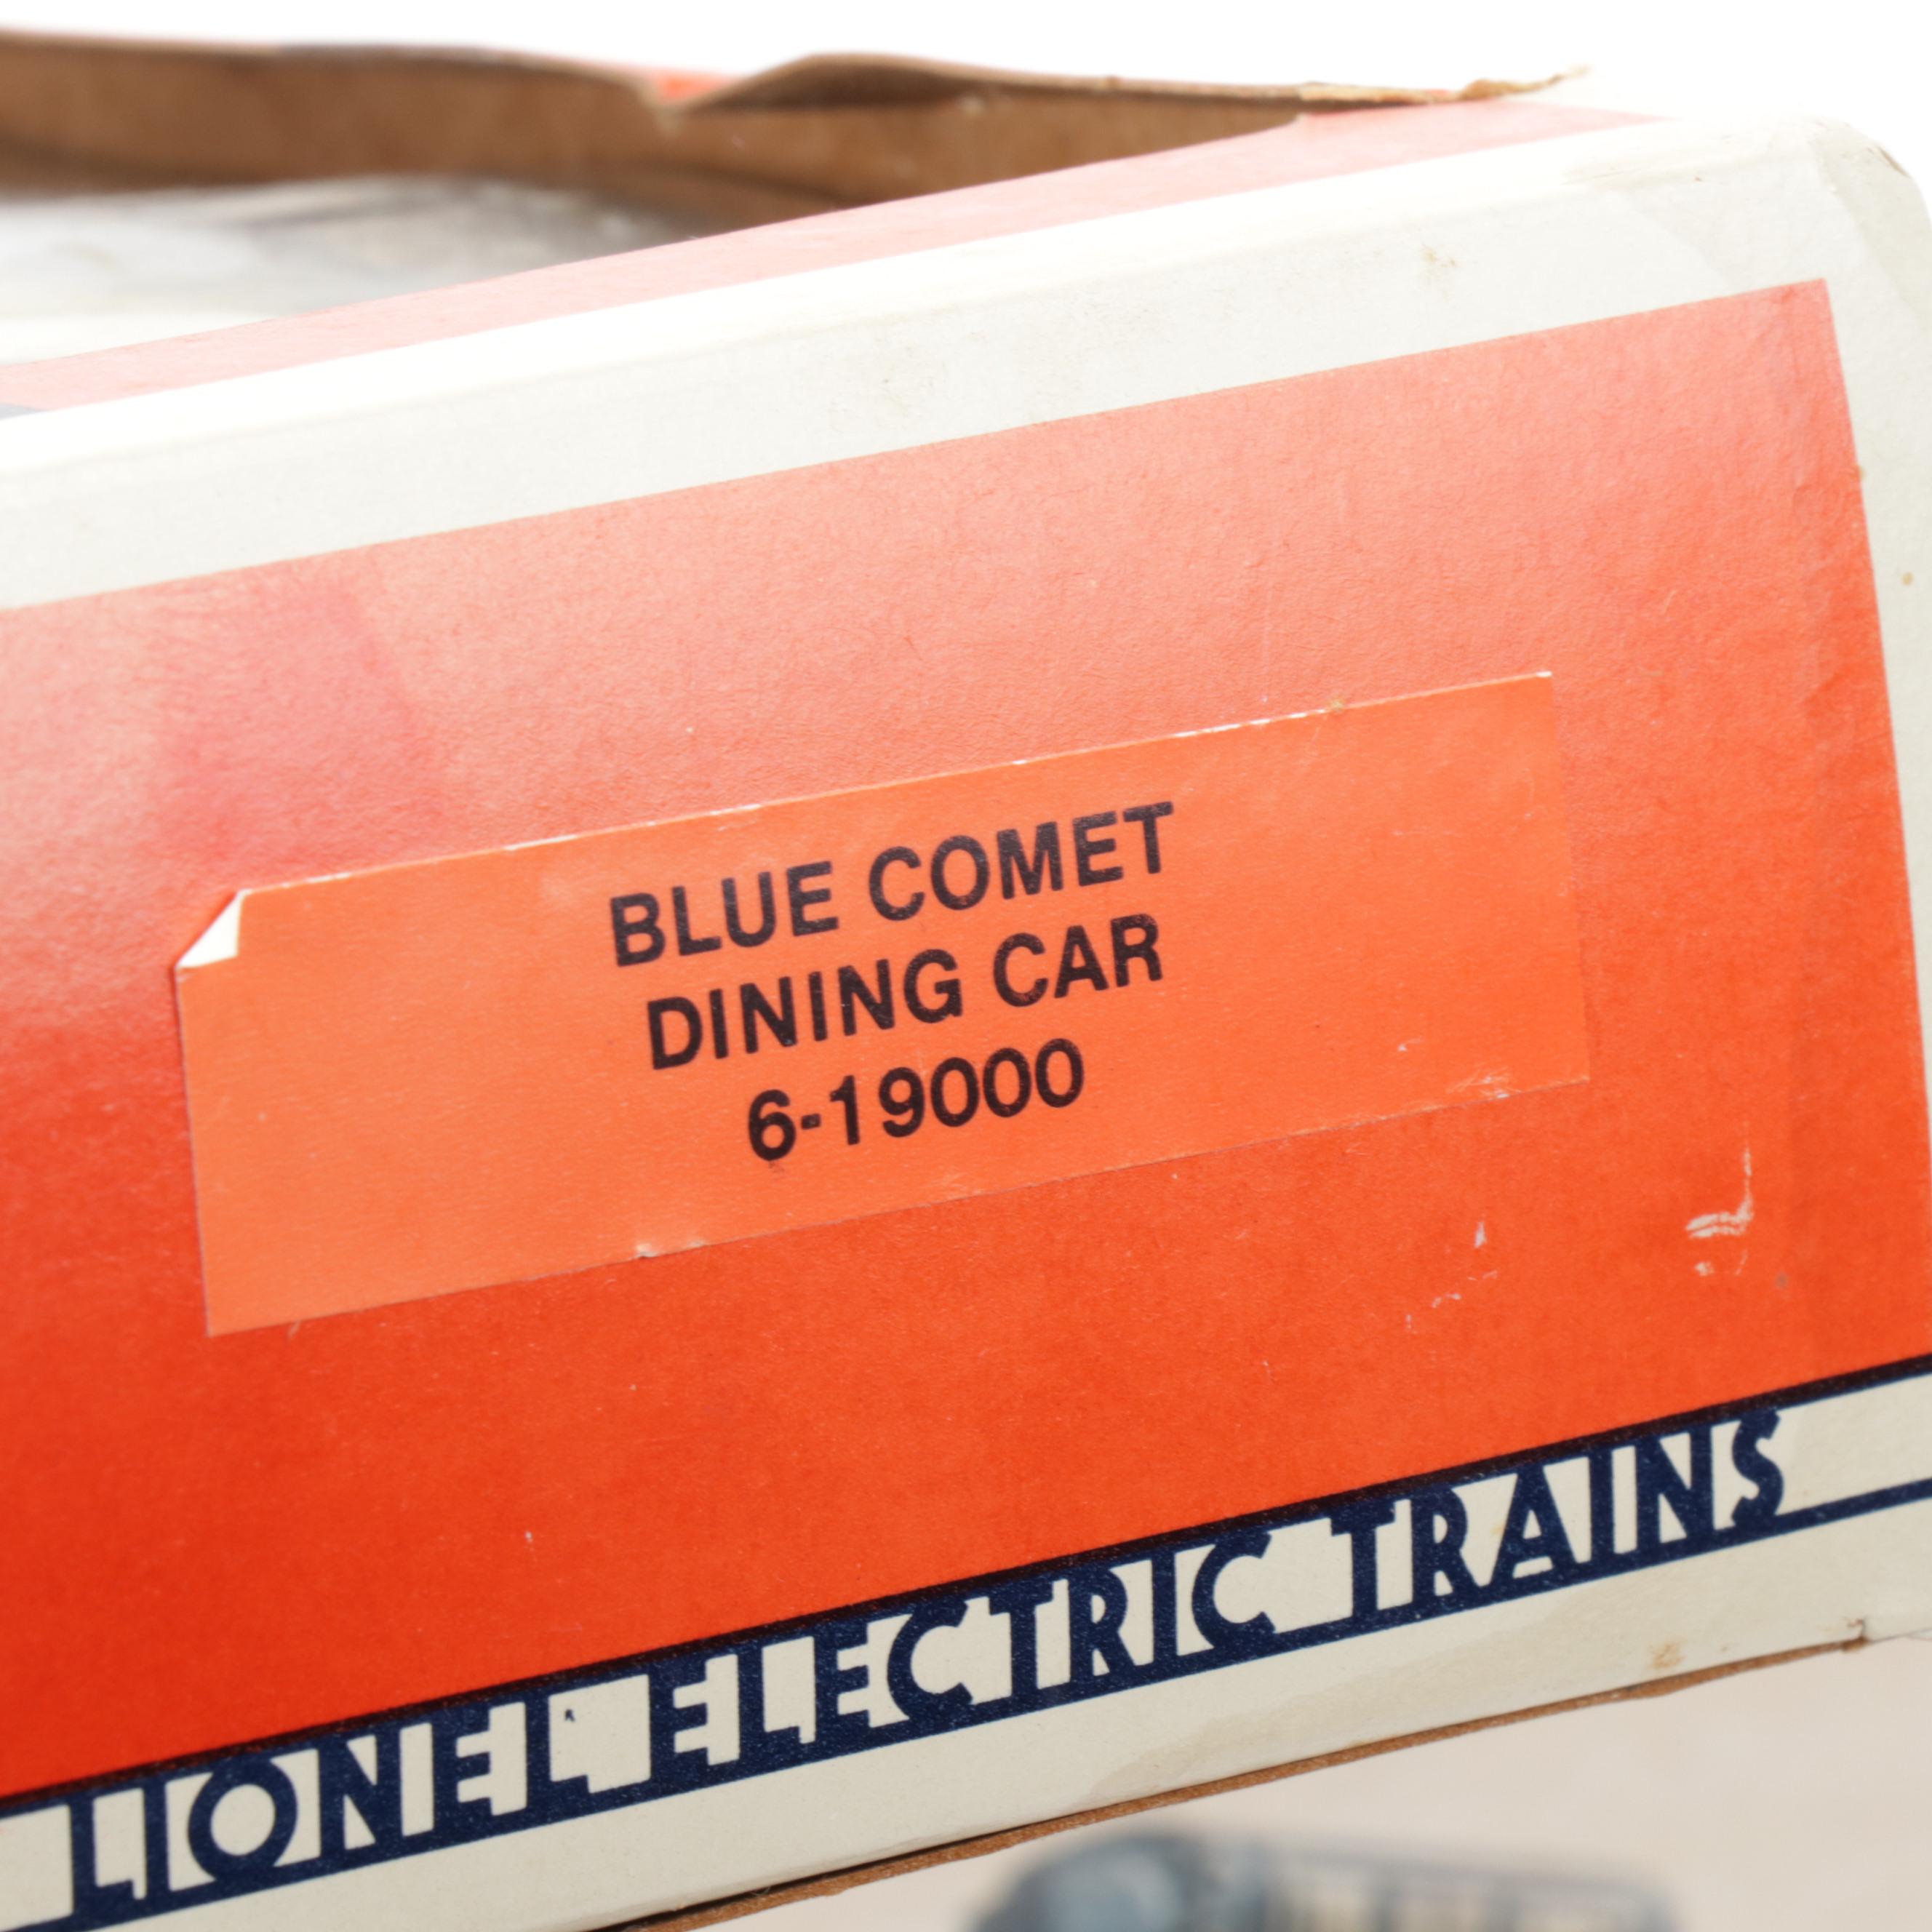 BLUE COMET
DINING CAR
6-19000
LIONEL ELECTRIC TRAINS